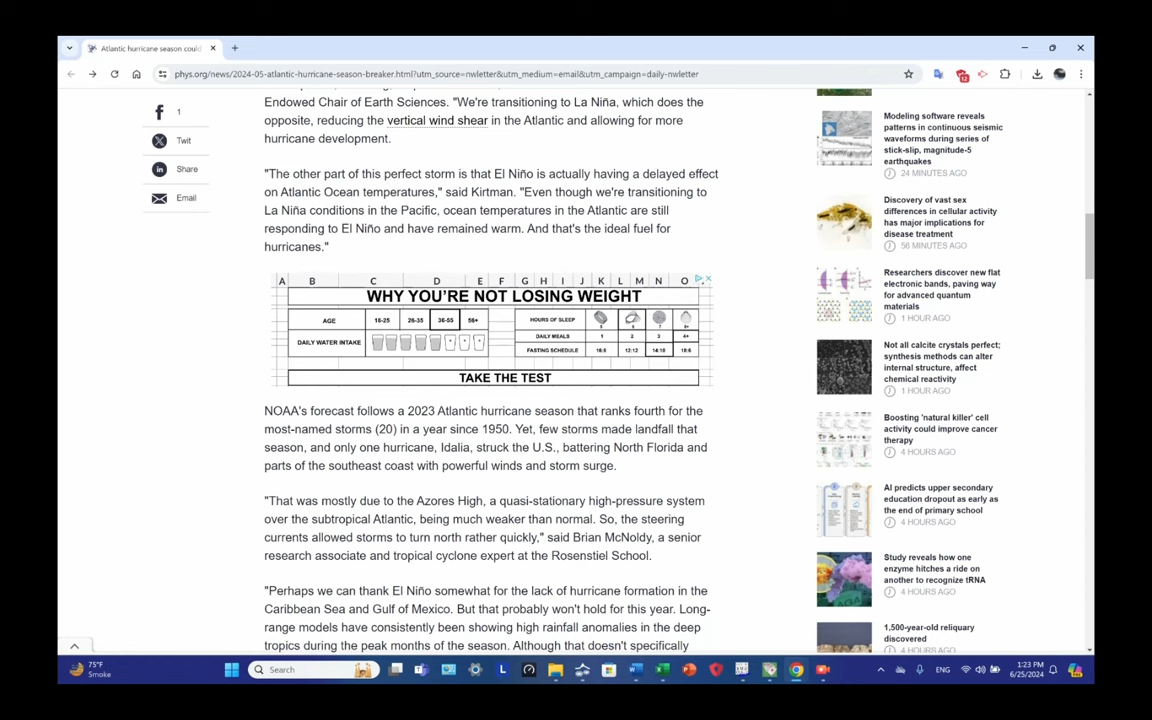 Atlantic hurricane season could
phys.org/news/2024-05-atlantic-hurricane-season-breaker.html?utm_source=nwletter&utm_medium=email&utm_campaign=daily-nwletter
12
1
Twit
Share
Email
Endowed Chair of Earth Sciences. "We're transitioning to La Niña, which does the
opposite, reducing the vertical wind shear in the Atlantic and allowing for more
hurricane development.
"The other part of this perfect storm is that El Niño is actually having a delayed effect
on Atlantic Ocean temperatures," said Kirtman. "Even though we're transitioning to
La Niña conditions in the Pacific, ocean temperatures in the Atlantic are still
responding to El Niño and have remained warm. And that's the ideal fuel for
hurricanes."
A B C D E F G H I J K L M N O
WHY YOU'RE NOT LOSING WEIGHT
AGE 18-25 26-35 36-55 56+
DAILY WATER INTAKE
HOURS OF SLEEP
DAILY MEALS 1 2 3 4+
FASTING SCHEDULE 16:8 12:12 14:10 18:6
TAKE THE TEST
NOAA's forecast follows a 2023 Atlantic hurricane season that ranks fourth for the
most-named storms (20) in a year since 1950. Yet, few storms made landfall that
season, and only one hurricane, Idalia, struck the U.S., battering North Florida and
parts of the southeast coast with powerful winds and storm surge.
"That was mostly due to the Azores High, a quasi-stationary high-pressure system
over the subtropical Atlantic, being much weaker than normal. So, the steering
currents allowed storms to turn north rather quickly," said Brian McNoldy, a senior
research associate and tropical cyclone expert at the Rosenstiel School.
"Perhaps we can thank El Niño somewhat for the lack of hurricane formation in the
Caribbean Sea and Gulf of Mexico. But that probably won't hold for this year. Long-
range models have consistently been showing high rainfall anomalies in the deep
tropics during the peak months of the season. Although that doesn't specifically
Modeling software reveals
patterns in continuous seismic
waveforms during series of
stick-slip, magnitude-5
earthquakes
24 MINUTES AGO
Discovery of vast sex
differences in cellular activity
has major implications for
disease treatment
56 MINUTES AGO
Researchers discover new flat
electronic bands, paving way
for advanced quantum
materials
1 HOUR AGO
Not all calcite crystals perfect;
synthesis methods can alter
internal structure, affect
chemical reactivity
1 HOUR AGO
Boosting 'natural killer' cell
activity could improve cancer
therapy
4 HOURS AGO
AI predicts upper secondary
education dropout as early as
the end of primary school
4 HOURS AGO
Study reveals how one
enzyme hitches a ride on
another to recognize tRNA
4 HOURS AGO
1,500-year-old reliquary
discovered
4 HOURS AGO
75°F
Smoke
Search
ENG
1:23 PM
6/25/2024